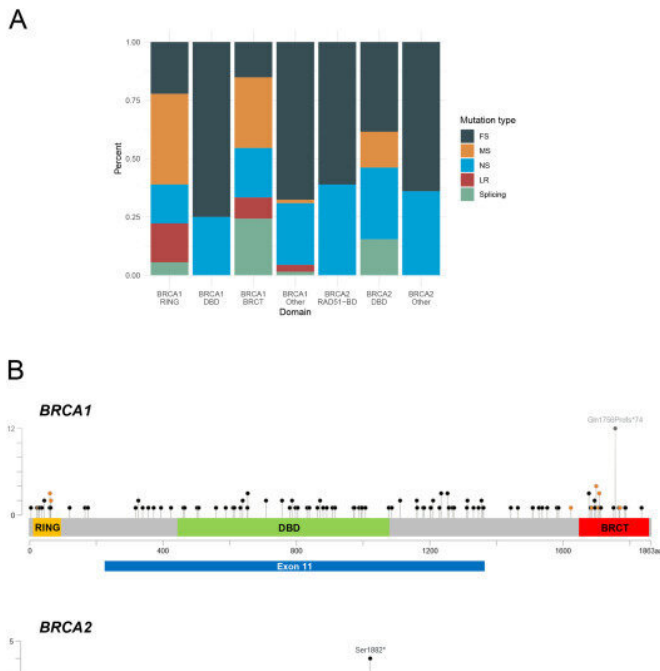 A
1.00
0.75
0.50
0.25
0.00
Percent
BRCA1 RING
BRCA1 DBD
BRCA1 BRCT
BRCA1 Other
BRCA2 RAD51-BD
BRCA2 DBD
BRCA2 Other
Domain
Mutation type
FS
MS
NS
LR
Splicing
B
BRCA1
12
0
Gln1756Profs*74
RING
DBD
BRCT
0
400
800
1200
1600
1863aa
Exon 11
BRCA2
5
Ser1882*